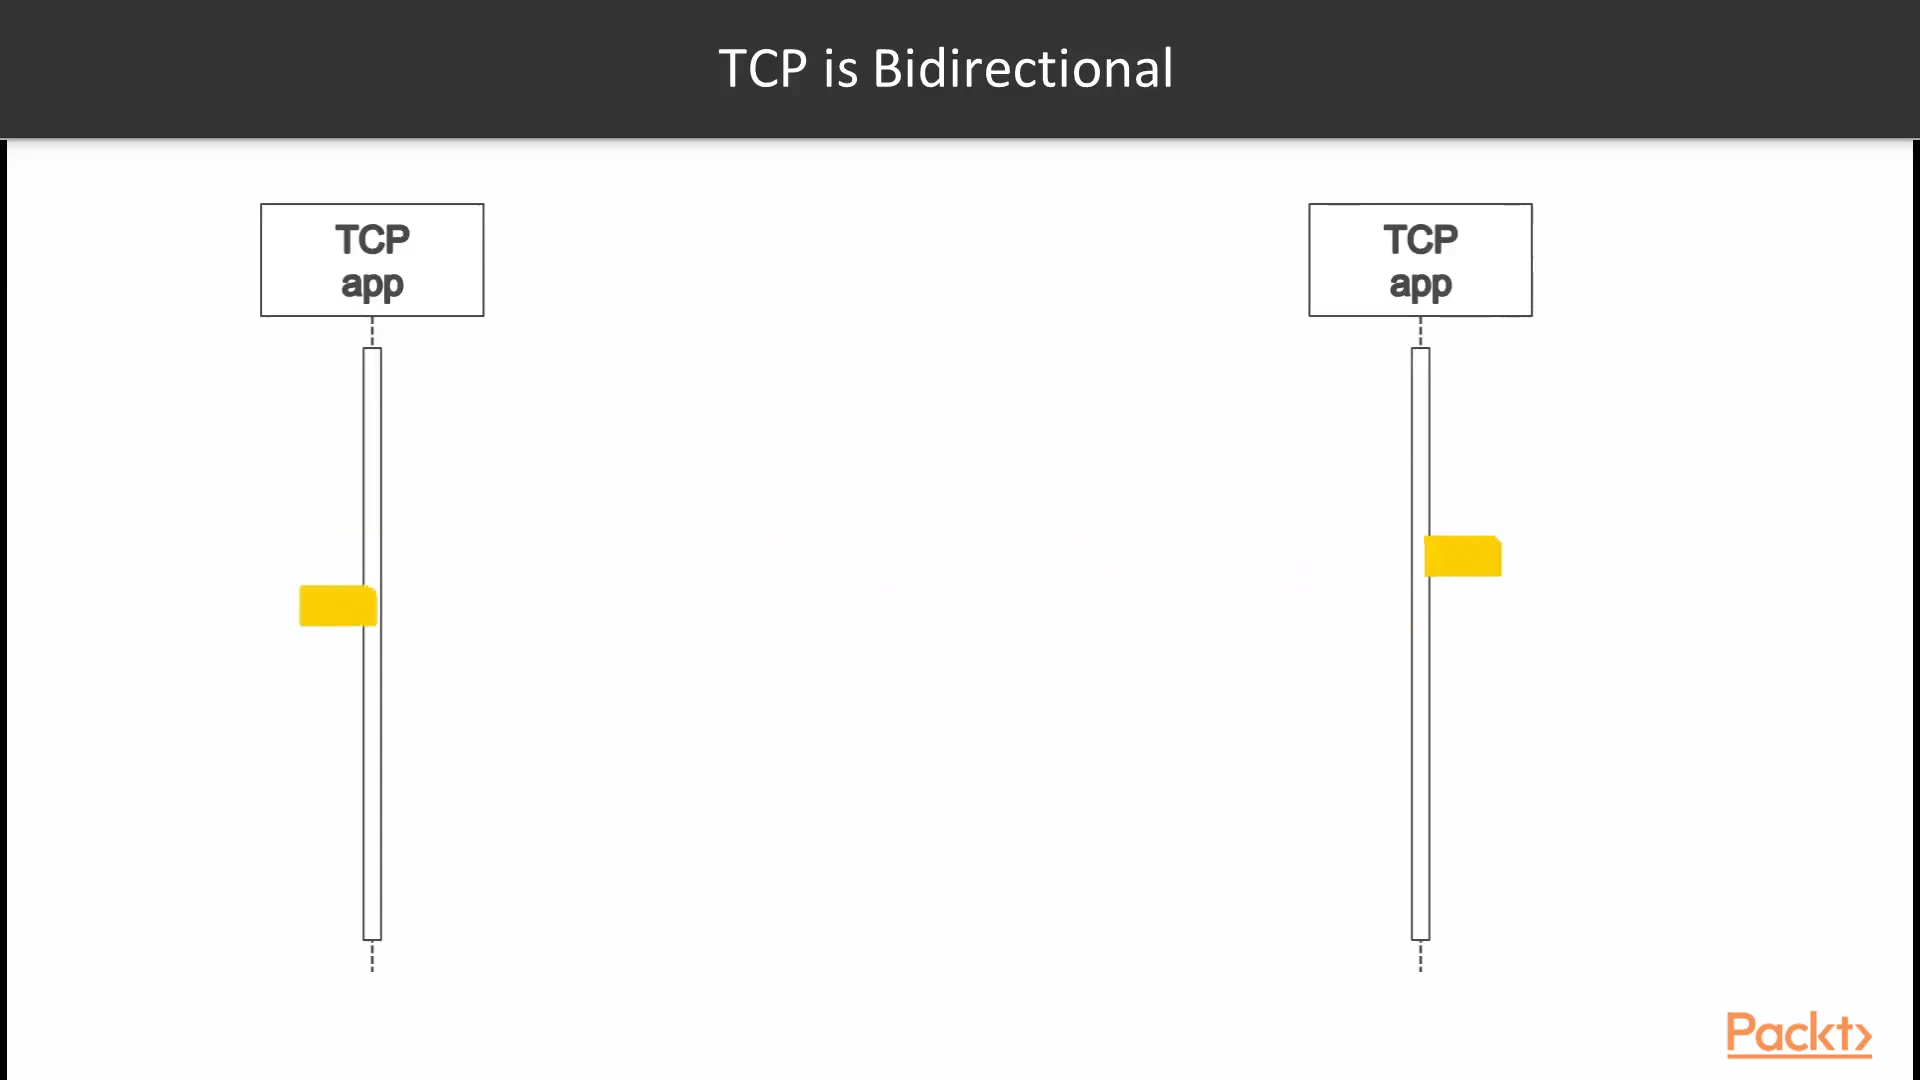 TCP is Bidirectional
TCP
app
TCP
app
Packt>